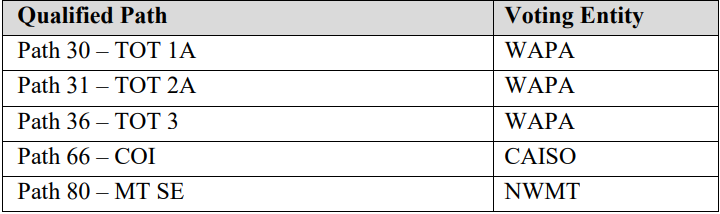 Qualified Path Voting Entity
Path 30 – TOT 1A WAPA
Path 31 – TOT 2A WAPA
Path 36 – TOT 3 WAPA
Path 66 – COI CAISO
Path 80 – MT SE NWMT